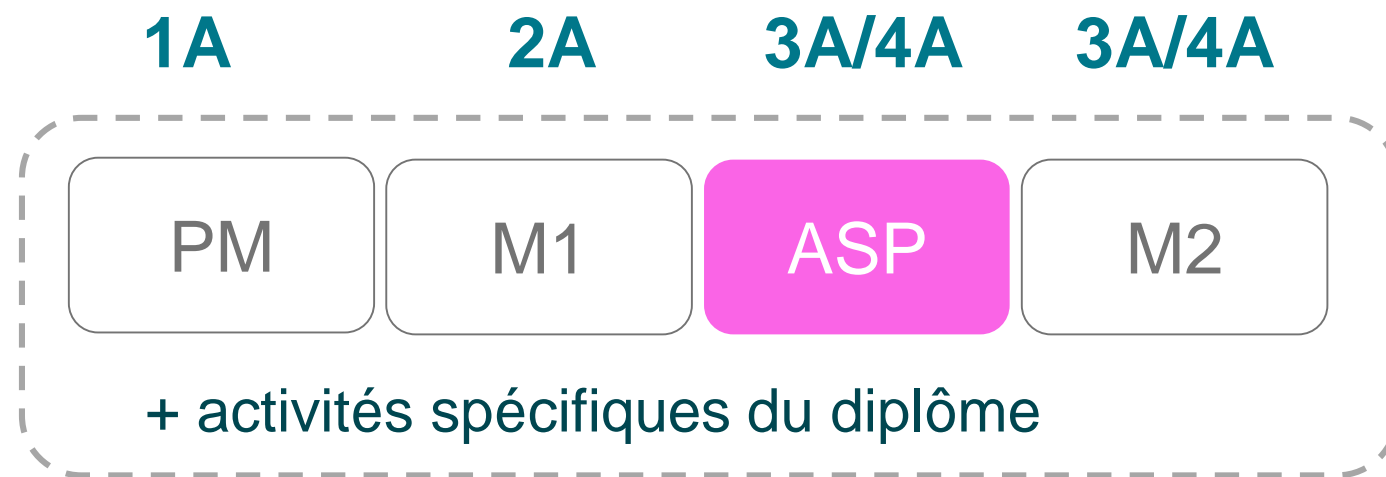 1A 2A 3A/4A 3A/4A
PM M1 ASP M2
+ activités spécifiques du diplôme